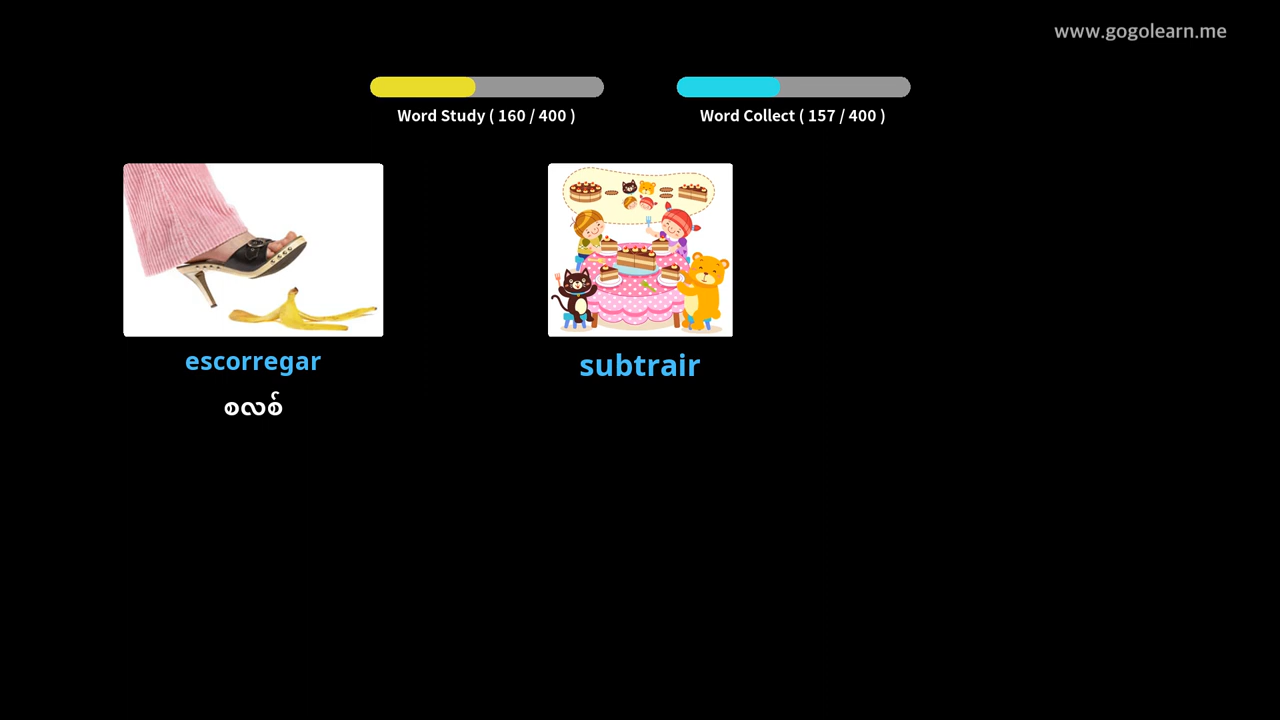 www.gogolearn.me
Word Study ( 160 / 400 )
Word Collect ( 157 / 400 )
escorregar
စလစ်
subtrair